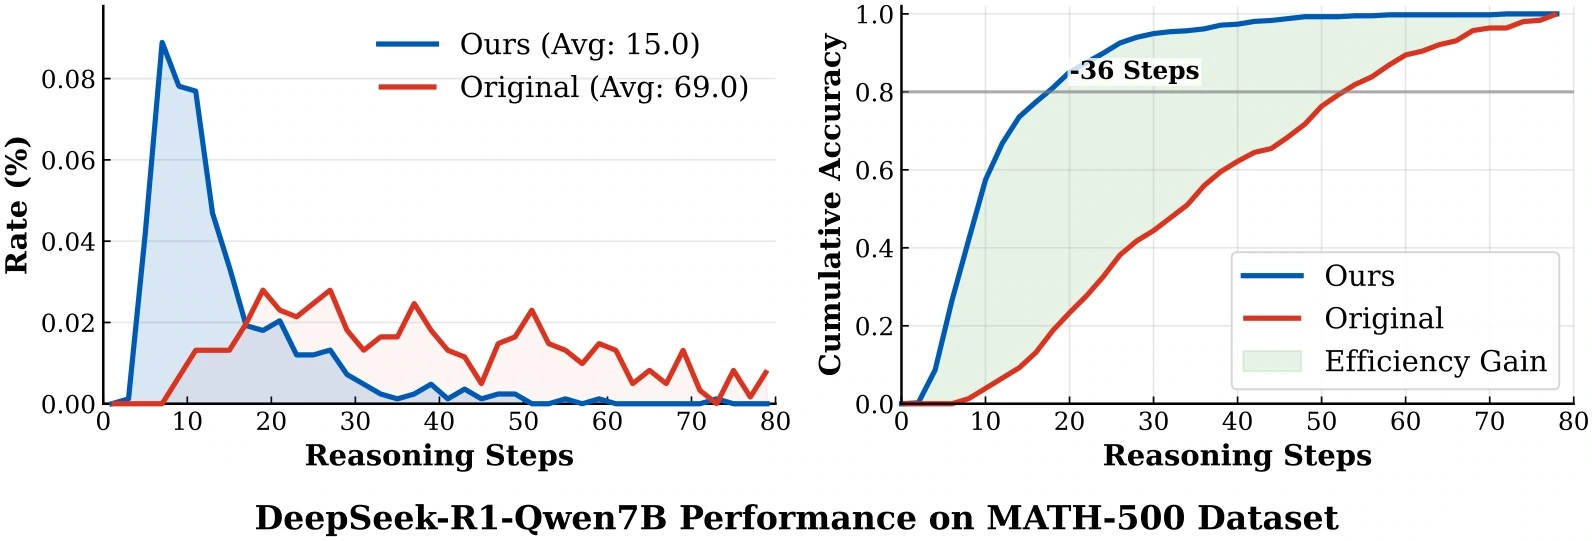 Rate (%)
0.08
0.06
0.04
0.02
0.00
Ours (Avg: 15.0)
Original (Avg: 69.0)
0 10 20 30 40 50 60 70 80
Reasoning Steps
Cumulative Accuracy
1.0
0.8
0.6
0.4
0.2
0.0
-36 Steps
Ours
Original
Efficiency Gain
0 10 20 30 40 50 60 70 80
Reasoning Steps
DeepSeek-R1-Qwen7B Performance on MATH-500 Dataset